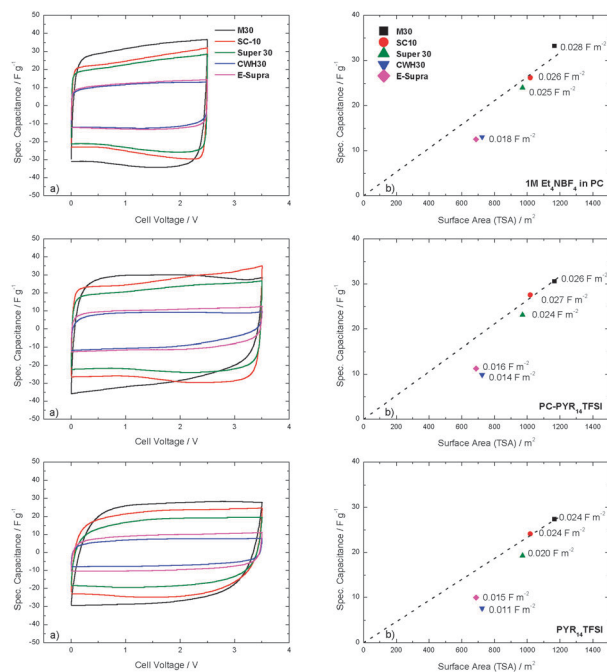 50
40
30
20
10
0
-10
-20
-30
-40
-50
Spec. Capacitance / F g⁻¹
M30
SC-10
Super 30
CWH30
E-Supra
a)
0
1
2
3
4
Cell Voltage / V
40
30
20
10
0
Spec. Capacitance / F g⁻¹
M30
SC10
Super 30
CWH30
E-Supra
0.028 F m⁻²
0.026 F m⁻²
0.025 F m⁻²
0.018 F m⁻²
b)
1M Et₄NBF₄ in PC
0 200 400 600 800 1000 1200 1400
Surface Area (TSA) / m²
50
40
30
20
10
0
-10
-20
-30
-40
-50
Spec. Capacitance / F g⁻¹
a)
0
1
2
3
4
Cell Voltage / V
40
30
20
10
0
Spec. Capacitance / F g⁻¹
0.026 F m⁻²
0.027 F m⁻²
0.024 F m⁻²
0.016 F m⁻²
0.014 F m⁻²
b)
PC-PYR₁₄TFSI
0 200 400 600 800 1000 1200 1400
Surface Area (TSA) / m²
50
40
30
20
10
0
-10
-20
-30
-40
-50
Spec. Capacitance / F g⁻¹
a)
0
1
2
3
4
Cell Voltage / V
40
30
20
10
0
Spec. Capacitance / F g⁻¹
0.024 F m⁻²
0.024 F m⁻²
0.020 F m⁻²
0.015 F m⁻²
0.011 F m⁻²
b)
PYR₁₄TFSI
0 200 400 600 800 1000 1200 1400
Surface Area (TSA) / m²